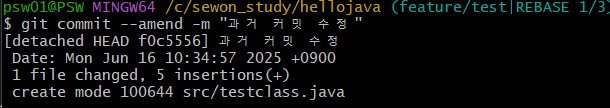 psw01@PSW MINGW64 /c/sewon_study/hellojava (feature/test|REBASE 1/3)
$ git commit --amend -m "과거 커밋 수정"
[detached HEAD f0c5556] 과거 커밋 수정
 Date: Mon Jun 16 10:34:57 2025 +0900
 1 file changed, 5 insertions(+)
 create mode 100644 src/testclass.java